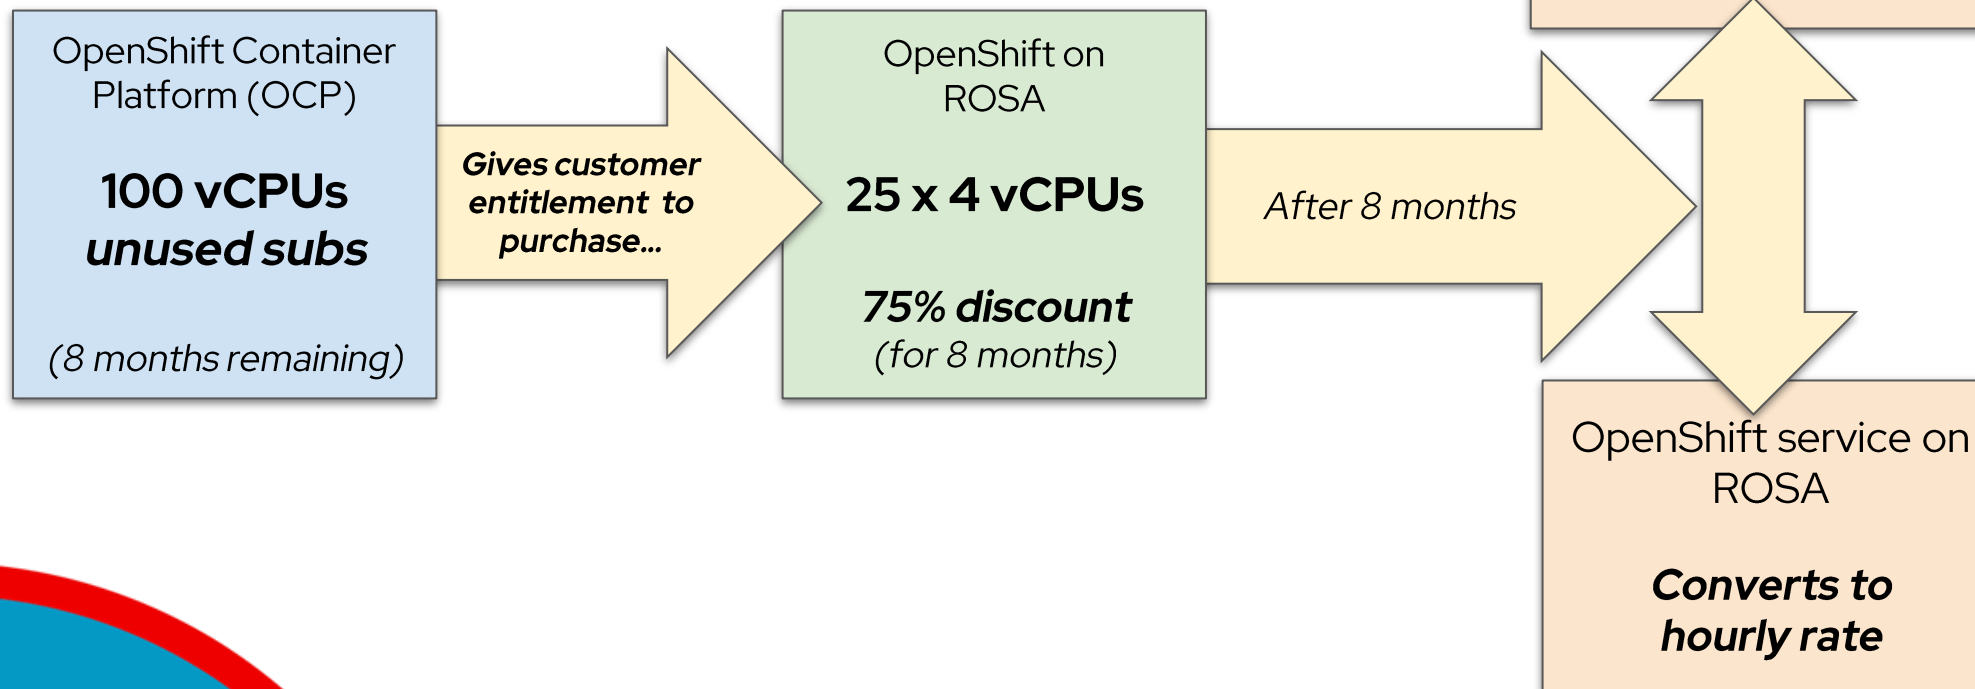 OpenShift Container
Platform (OCP)
100 vCPUs
unused subs
(8 months remaining)
Gives customer
entitlement to
purchase...
OpenShift on
ROSA
25 x 4 vCPUs
75% discount
(for 8 months)
After 8 months
OpenShift service on
ROSA
Converts to
hourly rate